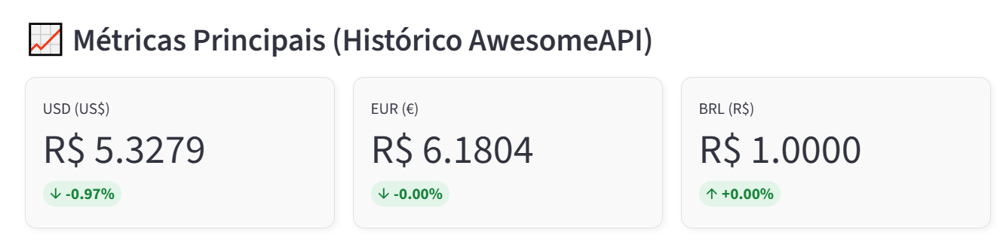 Métricas Principais (Histórico AwesomeAPI)
USD (US$)
R$ 5.3279
↓ -0.97%
EUR (€)
R$ 6.1804
↓ -0.00%
BRL (R$)
R$ 1.0000
↑ +0.00%